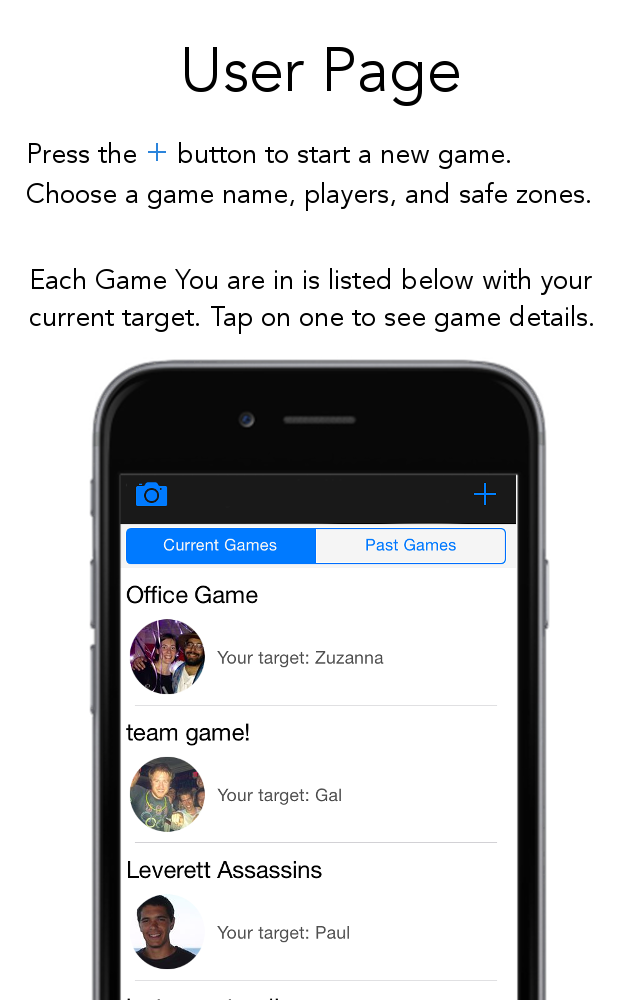 User Page
Press the + button to start a new game.
Choose a game name, players, and safe zones.
Each Game You are in is listed below with your
current target. Tap on one to see game details.
Current Games
Past Games
Office Game
Your target: Zuzanna
team game!
Your target: Gal
Leverett Assassins
Your target: Paul